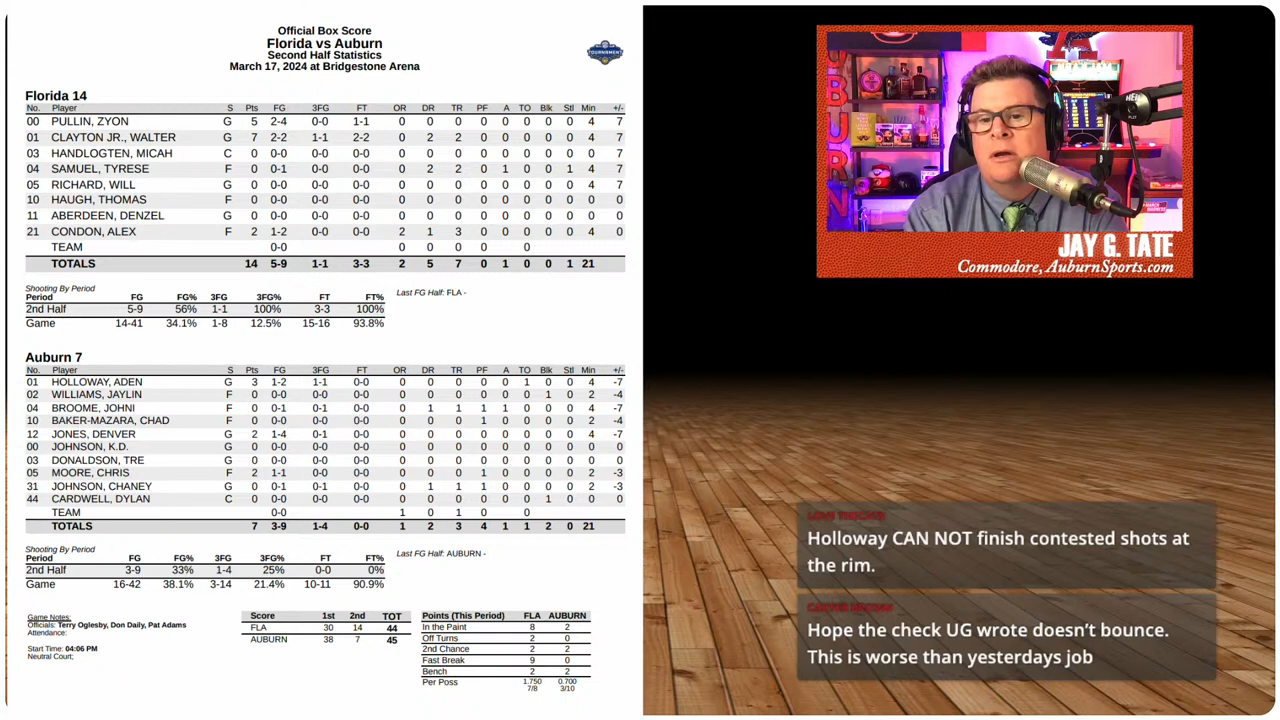 Official Box Score
Florida vs Auburn
Second Half Statistics
March 17, 2024 at Bridgestone Arena
TOURNAMENT
Florida 14
No. Player S Pts FG 3FG FT OR DR TR PF A TO Blk Stl Min +/-
00 PULLIN, ZYON G 5 2-4 0-0 1-1 0 0 0 0 0 0 0 0 4 7
01 CLAYTON JR., WALTER G 7 2-2 1-1 2-2 0 2 2 0 0 0 0 0 4 7
03 HANDLOGTEN, MICAH C 0 0-0 0-0 0-0 0 0 0 0 0 0 0 0 0 7
04 SAMUEL, TYRESE F 0 0-1 0-0 0-0 0 2 2 0 1 0 0 1 4 7
05 RICHARD, WILL G 0 0-0 0-0 0-0 0 0 0 0 0 0 0 0 4 7
10 HAUGH, THOMAS F 0 0-0 0-0 0-0 0 0 0 0 0 0 0 0 0 0
11 ABERDEEN, DENZEL G 0 0-0 0-0 0-0 0 0 0 0 0 0 0 0 0 0
21 CONDON, ALEX F 2 1-2 0-0 0-0 2 1 3 0 0 0 0 0 4 0
TEAM 0-0 0 0 0 0 0
TOTALS 14 5-9 1-1 3-3 2 5 7 0 1 0 0 1 21
Shooting By Period
Period FG FG% 3FG 3FG% FT FT%
2nd Half 5-9 56% 1-1 100% 3-3 100%
Game 14-41 34.1% 1-8 12.5% 15-16 93.8%
Last FG Half: FLA -
Auburn 7
No. Player S Pts FG 3FG FT OR DR TR PF A TO Blk Stl Min +/-
01 HOLLOWAY, ADEN G 3 1-2 1-1 0-0 0 0 0 0 0 1 0 0 4 -7
02 WILLIAMS, JAYLIN F 0 0-0 0-0 0-0 0 0 0 0 0 0 1 0 2 -4
04 BROOME, JOHNI F 0 0-1 0-1 0-0 0 1 1 1 1 0 0 0 4 -7
10 BAKER-MAZARA, CHAD F 0 0-0 0-0 0-0 0 0 0 1 0 0 0 0 2 -4
12 JONES, DENVER G 2 1-4 0-1 0-0 0 0 0 0 0 0 0 0 4 -7
00 JOHNSON, K.D. G 0 0-0 0-0 0-0 0 0 0 0 0 0 0 0 0 0
03 DONALDSON, TRE G 0 0-0 0-0 0-0 0 0 0 0 0 0 0 0 0 0
05 MOORE, CHRIS F 2 1-1 0-0 0-0 0 0 0 1 0 0 0 0 2 -3
31 JOHNSON, CHANEY G 0 0-1 0-1 0-0 0 1 1 1 0 0 0 0 2 -3
44 CARDWELL, DYLAN C 0 0-0 0-0 0-0 0 0 0 0 0 0 1 0 0 0
TEAM 0-0 1 0 1 0 0
TOTALS 7 3-9 1-4 0-0 1 2 3 4 1 1 2 0 21
Shooting By Period
Period FG FG% 3FG 3FG% FT FT%
2nd Half 3-9 33% 1-4 25% 0-0 0%
Game 16-42 38.1% 3-14 21.4% 10-11 90.9%
Last FG Half: AUBURN -
Game Notes:
Officials: Terry Oglesby, Don Daily, Pat Adams
Attendance:
Start Time: 04:06 PM
Neutral Court;
Score 1st 2nd TOT
FLA 30 14 44
AUBURN 38 7 45
Points (This Period) FLA AUBURN
In the Paint 8 2
Off Turns 2 0
2nd Chance 2 2
Fast Break 9 0
Bench 2 2
Per Poss 1.750 0.700
7/8 3/10
JAY G. TATE
Commodore, AuburnSports.com
Holloway CAN NOT finish contested shots at
the rim.
Hope the check UG wrote doesn't bounce.
This is worse than yesterdays job